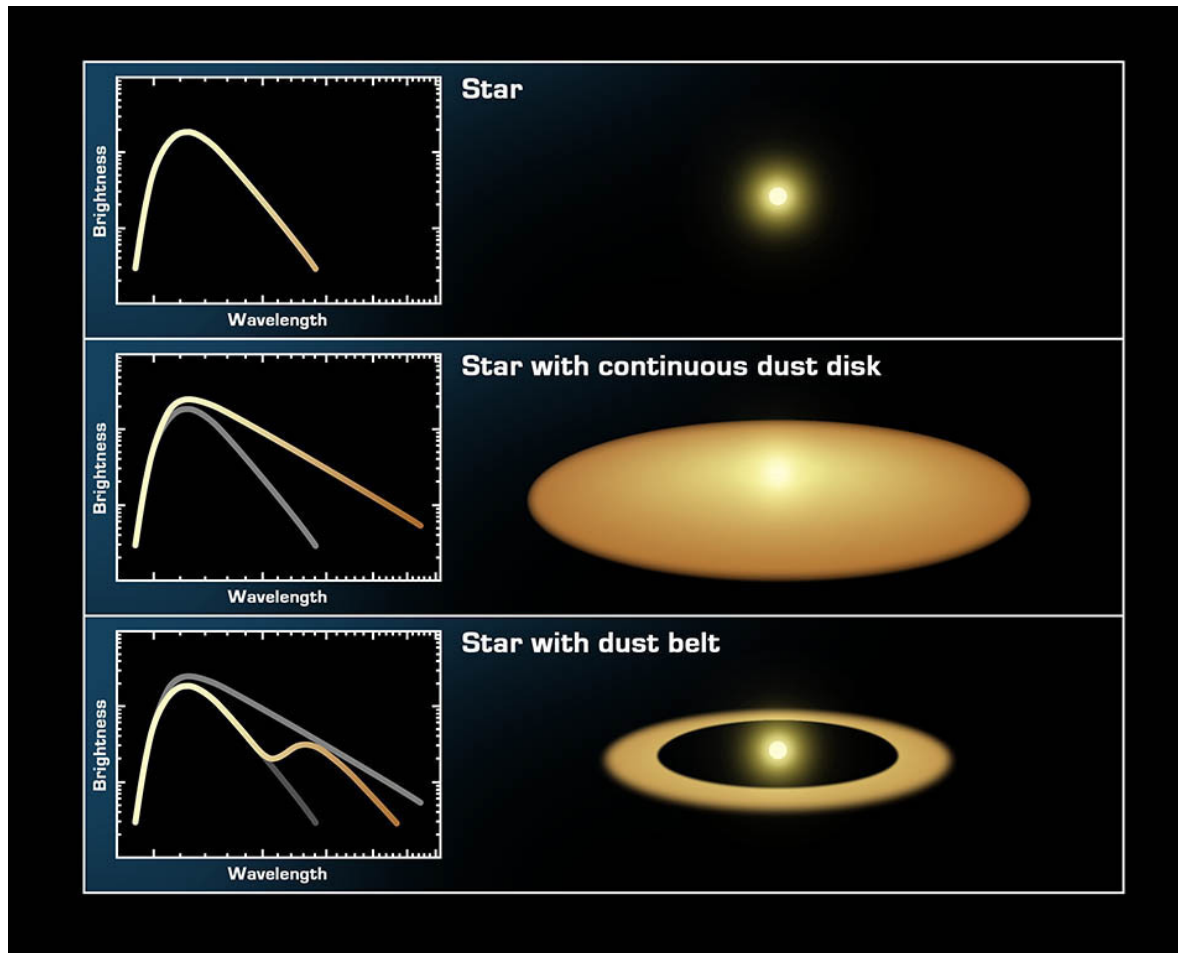 Star
Brightness
Wavelength
Star with continuous dust disk
Brightness
Wavelength
Star with dust belt
Brightness
Wavelength